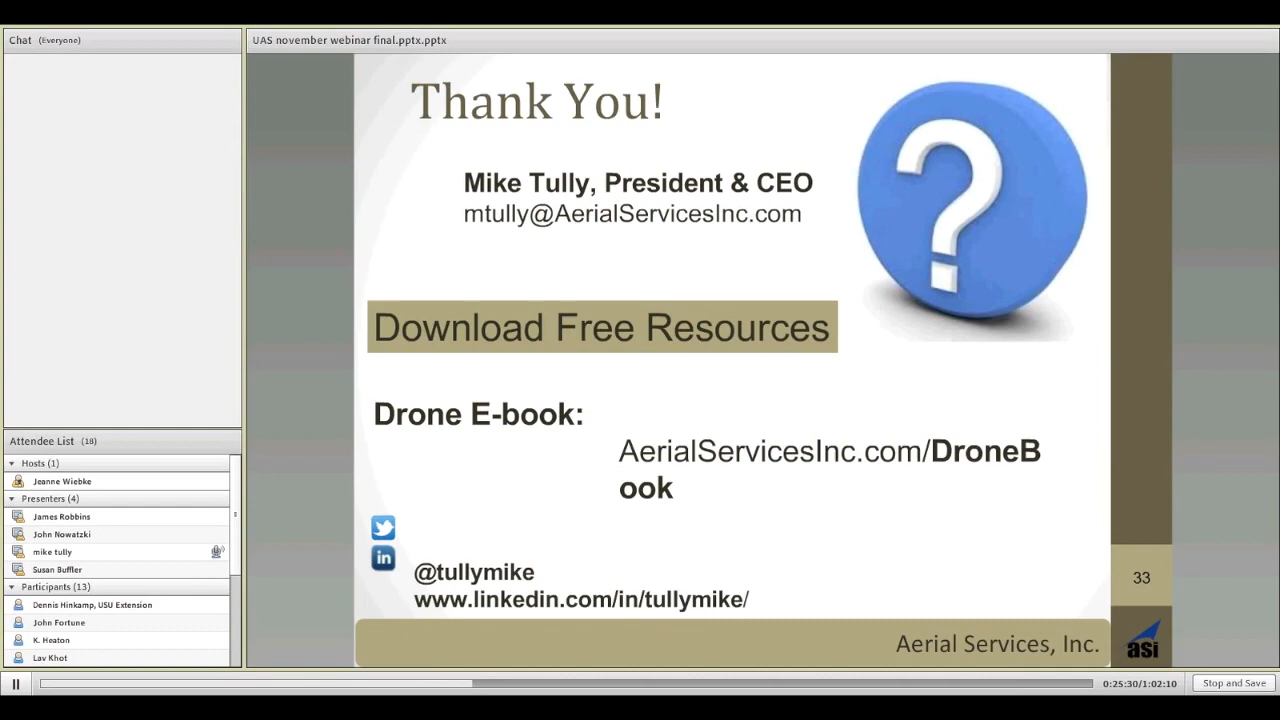 Chat (Everyone)
UAS november webinar final.pptx.pptx
Thank You!
Mike Tully, President & CEO
mtully@AerialServicesInc.com
Download Free Resources
Drone E-book:
AerialServicesInc.com/DroneB
ook
in
@tullymike
www.linkedin.com/in/tullymike/
33
Aerial Services, Inc.
asi
Attendee List (18)
Hosts (1)
Jeanne Wiebke
Presenters (4)
James Robbins
John Nowatzki
mike tully
Susan Buffler
Participants (13)
Dennis Hinkamp, USU Extension
John Fortune
K. Heaton
Lav Khot
0:25:30/1:02:10
Stop and Save